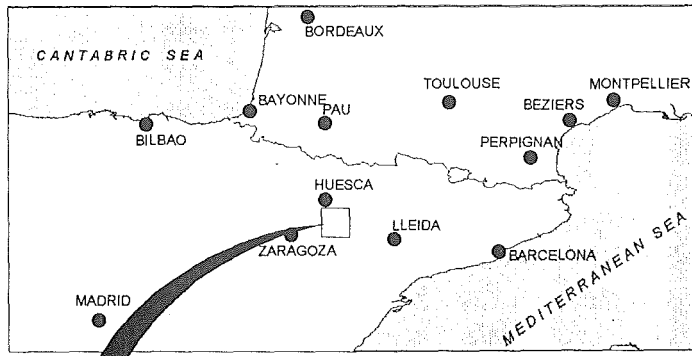 BORDEAUX
CANTABRIC SEA
TOULOUSE
MONTPELLIER
BAYONNE
PAU
BEZIERS
BILBAO
PERPIGNAN
HUESCA
LLEIDA
ZARAGOZA
BARCELONA
MADRID
MEDITERRANEAN SEA